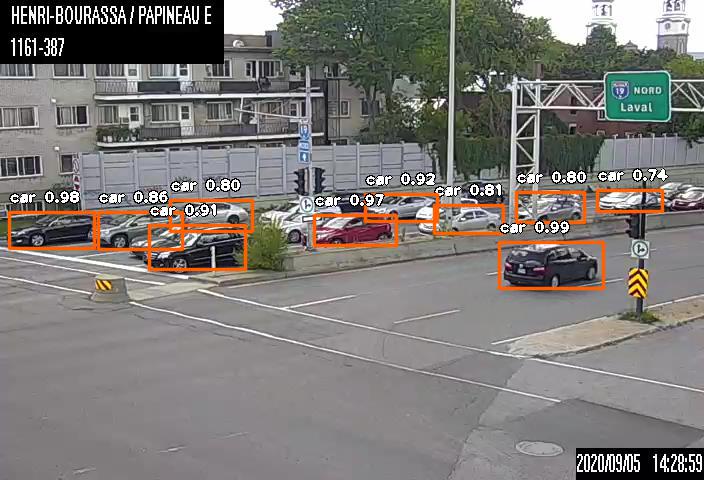 HENRI-BOURASSA / PAPINEAU E
1161-387
19 NORD
Laval
19
car 0.92
car 0.80
car 0.80
car 0.74
car 0.98
car 0.86
car 0.81
car 0.97
car 0.91
car 0.99
2020/09/05 14:28:59